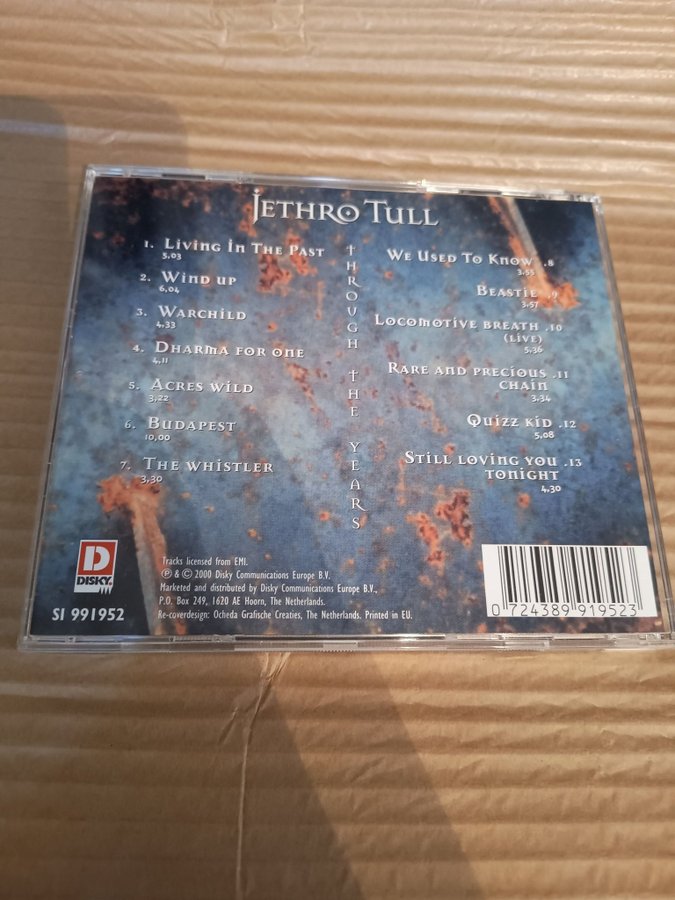 Jethro Tull
Through The Years
1. Living In The Past
5.03
2. Wind up
6,04
3. Warchild
4.33
4. Dharma for one
4.11
5. Acres wild
3.22
6. Budapest
10,00
7. The whistler
3.30
We Used To Know .8
3.55
Beastie .9
3.57
Locomotive breath .10
(live)
5.36
Rare and precious .11
chain
3.34
Quizz kid .12
5,08
Still loving you .13
tonight
4.30
D
DISKY
SI 991952
Tracks licensed from EMI.
℗ & © 2000 Disky Communications Europe B.V.
Marketed and distributed by Disky Communications Europe B.V.,
P.O. Box 249, 1620 AE Hoorn, The Netherlands.
Re-coverdesign: Ocheda Grafische Creaties, The Netherlands. Printed in EU.
0 724389 919523